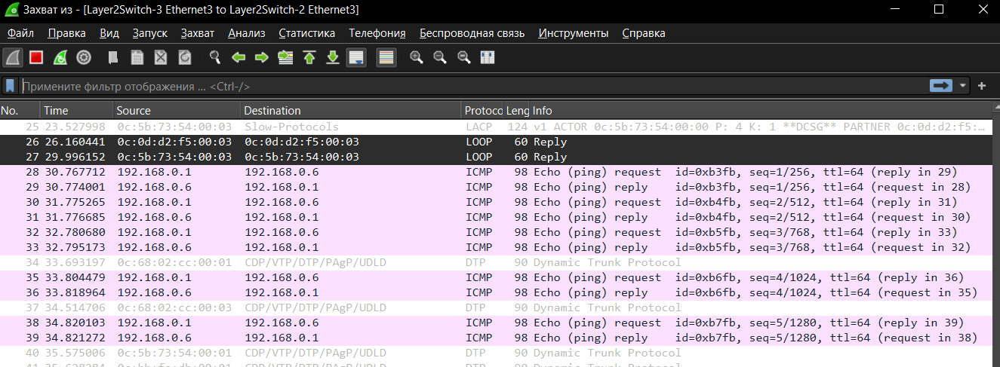 Захват из - [Layer2Switch-3 Ethernet3 to Layer2Switch-2 Ethernet3]
Файл Правка Вид Запуск Захват Анализ Статистика Телефония Беспроводная связь Инструменты Справка
Примените фильтр отображения ... <Ctrl-/>
No. Time Source Destination Protoco Leng Info
25 23.527998 0c:5b:73:54:00:03 Slow-Protocols LACP 124 v1 ACTOR 0c:5b:73:54:00:00 P: 4 K: 1 **DCSG** PARTNER 0c:0d:d2:f5:…
26 26.160441 0c:0d:d2:f5:00:03 0c:0d:d2:f5:00:03 LOOP 60 Reply
27 29.996152 0c:5b:73:54:00:03 0c:5b:73:54:00:03 LOOP 60 Reply
28 30.767712 192.168.0.1 192.168.0.6 ICMP 98 Echo (ping) request id=0xb3fb, seq=1/256, ttl=64 (reply in 29)
29 30.774001 192.168.0.6 192.168.0.1 ICMP 98 Echo (ping) reply id=0xb3fb, seq=1/256, ttl=64 (request in 28)
30 31.775265 192.168.0.1 192.168.0.6 ICMP 98 Echo (ping) request id=0xb4fb, seq=2/512, ttl=64 (reply in 31)
31 31.776685 192.168.0.6 192.168.0.1 ICMP 98 Echo (ping) reply id=0xb4fb, seq=2/512, ttl=64 (request in 30)
32 32.780680 192.168.0.1 192.168.0.6 ICMP 98 Echo (ping) request id=0xb5fb, seq=3/768, ttl=64 (reply in 33)
33 32.795173 192.168.0.6 192.168.0.1 ICMP 98 Echo (ping) reply id=0xb5fb, seq=3/768, ttl=64 (request in 32)
34 33.693197 0c:68:02:cc:00:01 CDP/VTP/DTP/PAgP/UDLD DTP 90 Dynamic Trunk Protocol
35 33.804479 192.168.0.1 192.168.0.6 ICMP 98 Echo (ping) request id=0xb6fb, seq=4/1024, ttl=64 (reply in 36)
36 33.818964 192.168.0.6 192.168.0.1 ICMP 98 Echo (ping) reply id=0xb6fb, seq=4/1024, ttl=64 (request in 35)
37 34.514706 0c:68:02:cc:00:03 CDP/VTP/DTP/PAgP/UDLD DTP 90 Dynamic Trunk Protocol
38 34.820103 192.168.0.1 192.168.0.6 ICMP 98 Echo (ping) request id=0xb7fb, seq=5/1280, ttl=64 (reply in 39)
39 34.821272 192.168.0.6 192.168.0.1 ICMP 98 Echo (ping) reply id=0xb7fb, seq=5/1280, ttl=64 (request in 38)
40 35.575006 0c:5b:73:54:00:01 CDP/VTP/DTP/PAgP/UDLD DTP 90 Dynamic Trunk Protocol